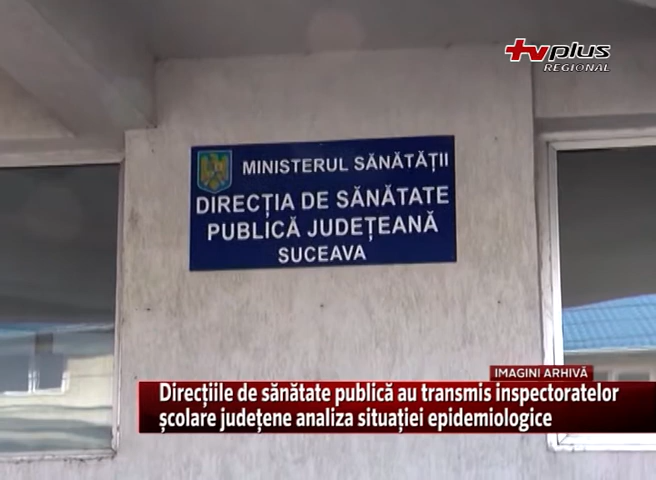 tvplus
REGIONAL
MINISTERUL SĂNĂTĂȚII
DIRECȚIA DE SĂNĂTATE
PUBLICĂ JUDEȚEANĂ
SUCEAVA
IMAGINI ARHIVĂ
Direcțiile de sănătate publică au transmis inspectoratelor
școlare județene analiza situației epidemiologice